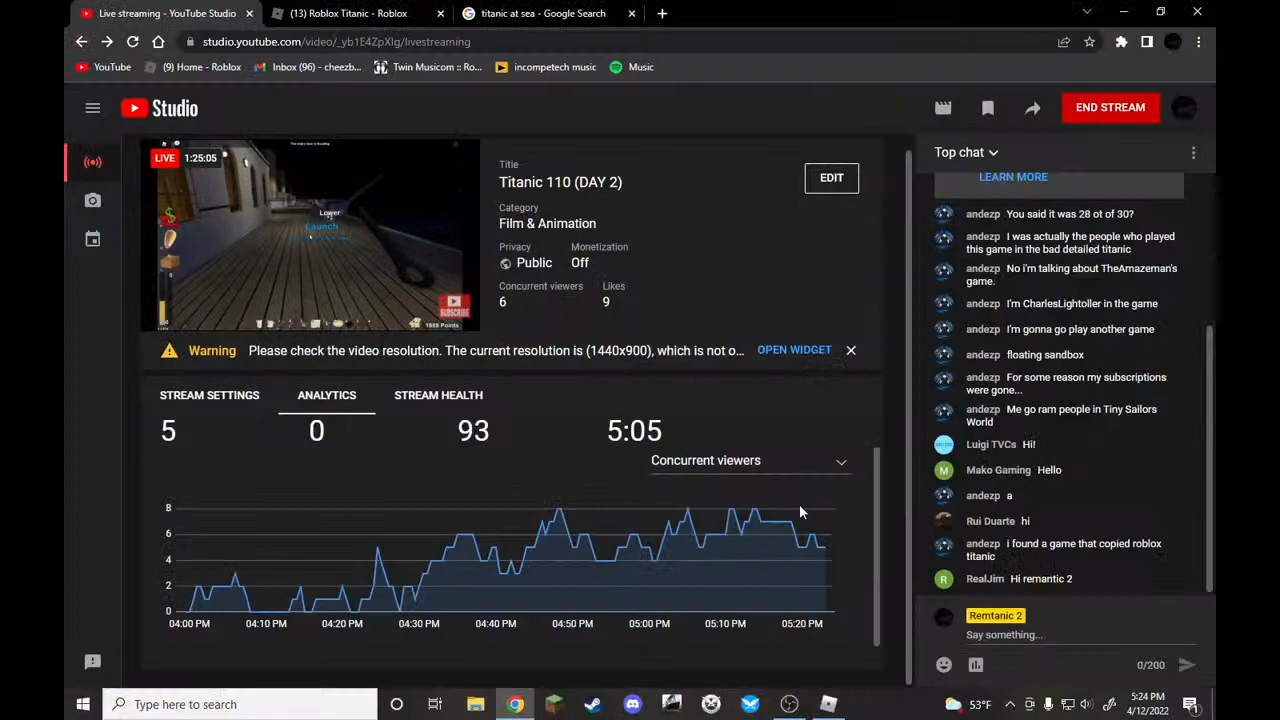 Live streaming - YouTube Studio
(13) Roblox Titanic - Roblox
titanic at sea - Google Search
studio.youtube.com/video/_yb1E4ZpXlg/livestreaming
YouTube
(9) Home - Roblox
Inbox (96) - cheezb...
Twin Musicom :: Ro...
incompetech music
Music
Studio
END STREAM
LIVE 1:25:05
Lower
Launch
SUBSCRIBE
1989 Points
Title
Titanic 110 (DAY 2)
EDIT
Category
Film & Animation
Privacy Monetization
Public Off
Concurrent viewers Likes
6 9
Warning Please check the video resolution. The current resolution is (1440x900), which is not o... OPEN WIDGET
STREAM SETTINGS ANALYTICS STREAM HEALTH
5 0 93 5:05
Concurrent viewers
8
6
4
2
0
04:00 PM 04:10 PM 04:20 PM 04:30 PM 04:40 PM 04:50 PM 05:00 PM 05:10 PM 05:20 PM
Top chat
LEARN MORE
andezp You said it was 28 ot of 30?
andezp I was actually the people who played
this game in the bad detailed titanic
andezp No i'm talking about TheAmazeman's
game.
andezp I'm CharlesLightoller in the game
andezp I'm gonna go play another game
andezp floating sandbox
andezp For some reason my subscriptions
were gone...
andezp Me go ram people in Tiny Sailors
World
Luigi TVCs Hi!
Mako Gaming Hello
andezp a
Rui Duarte hi
andezp i found a game that copied roblox
titanic
R RealJim Hi remantic 2
Remtanic 2
Say something...
0/200
Type here to search
53°F
5:24 PM
4/12/2022